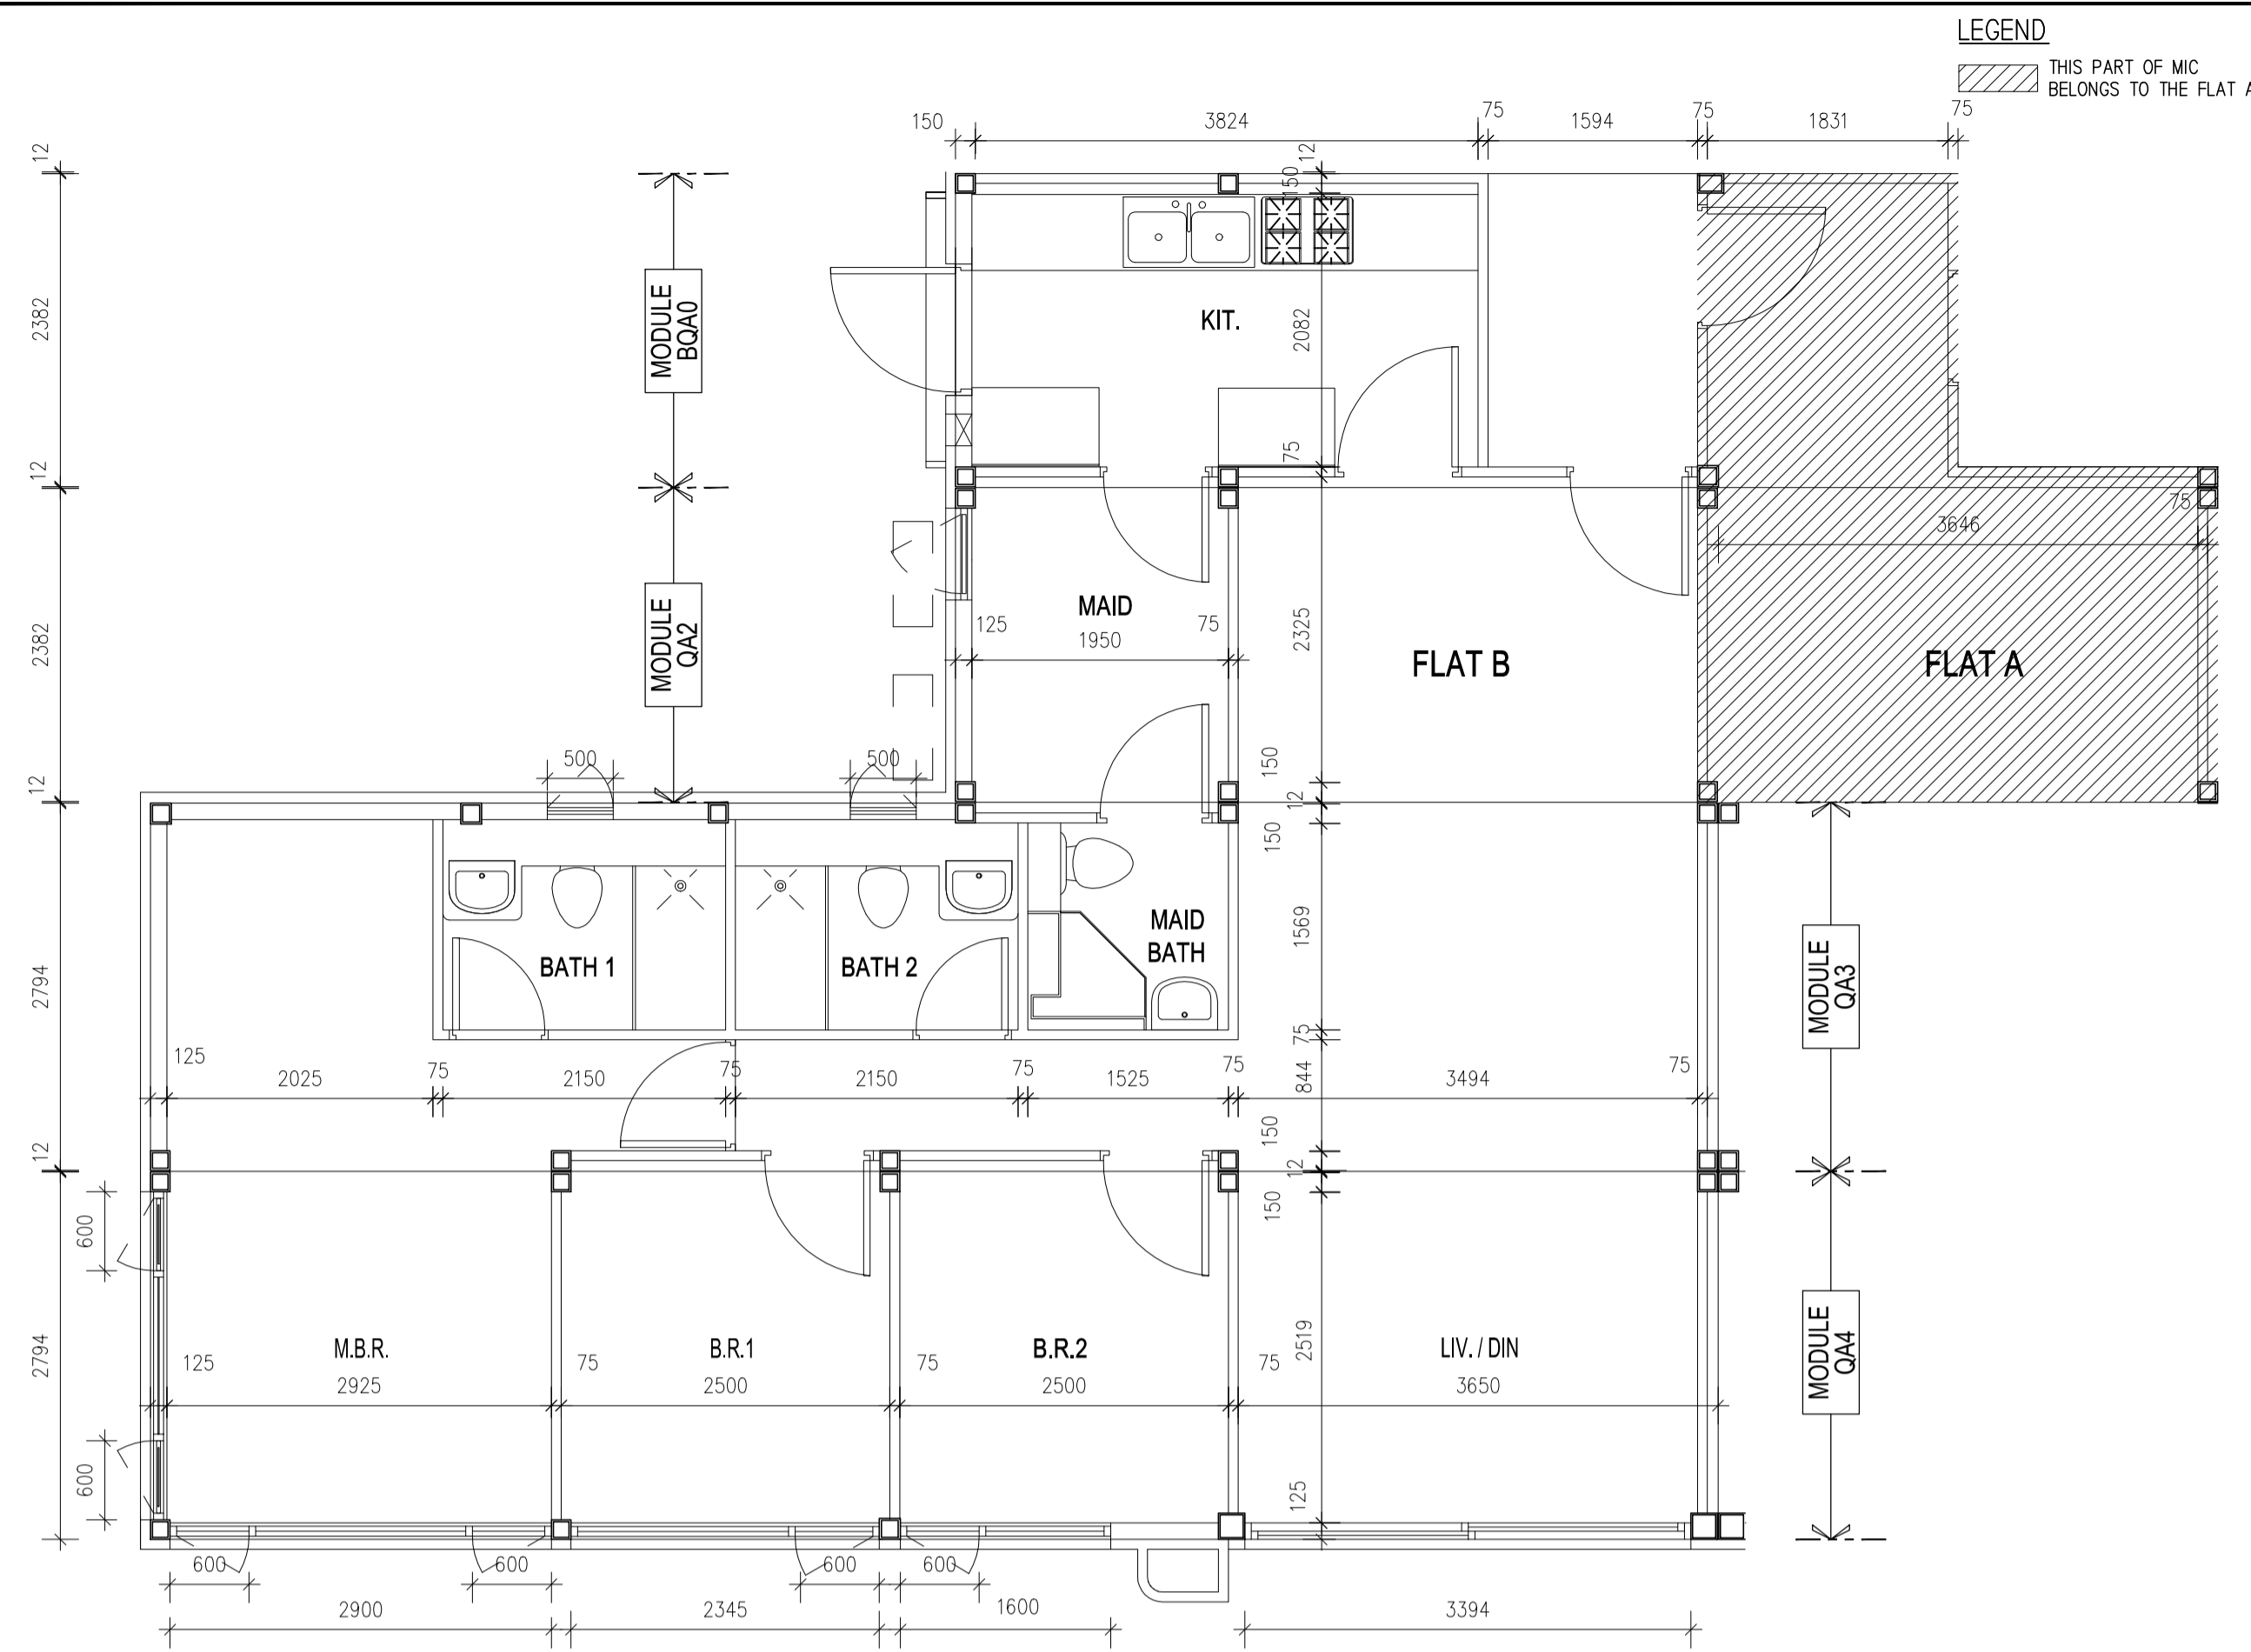 LEGEND
THIS PART OF MIC
BELONGS TO THE FLAT A
150
3824
75
1594
75
1831
75
12
12
150
MODULE
BQA0
2382
KIT.
2082
12
75
75
3646
MODULE
QA2
2382
MAID
125
1950
75
2325
FLAT B
FLAT A
500
500
150
12
12
150
BATH 1
BATH 2
MAID
BATH
1569
2794
MODULE
QA3
75
125
2025
75
2150
75
2150
75
1525
75
844
3494
75
150
12
12
150
600
M.B.R.
B.R.1
B.R.2
LIV. / DIN
2519
2794
MODULE
QA4
125
2925
75
2500
75
2500
75
3650
600
125
600
600
600
600
2900
2345
1600
3394